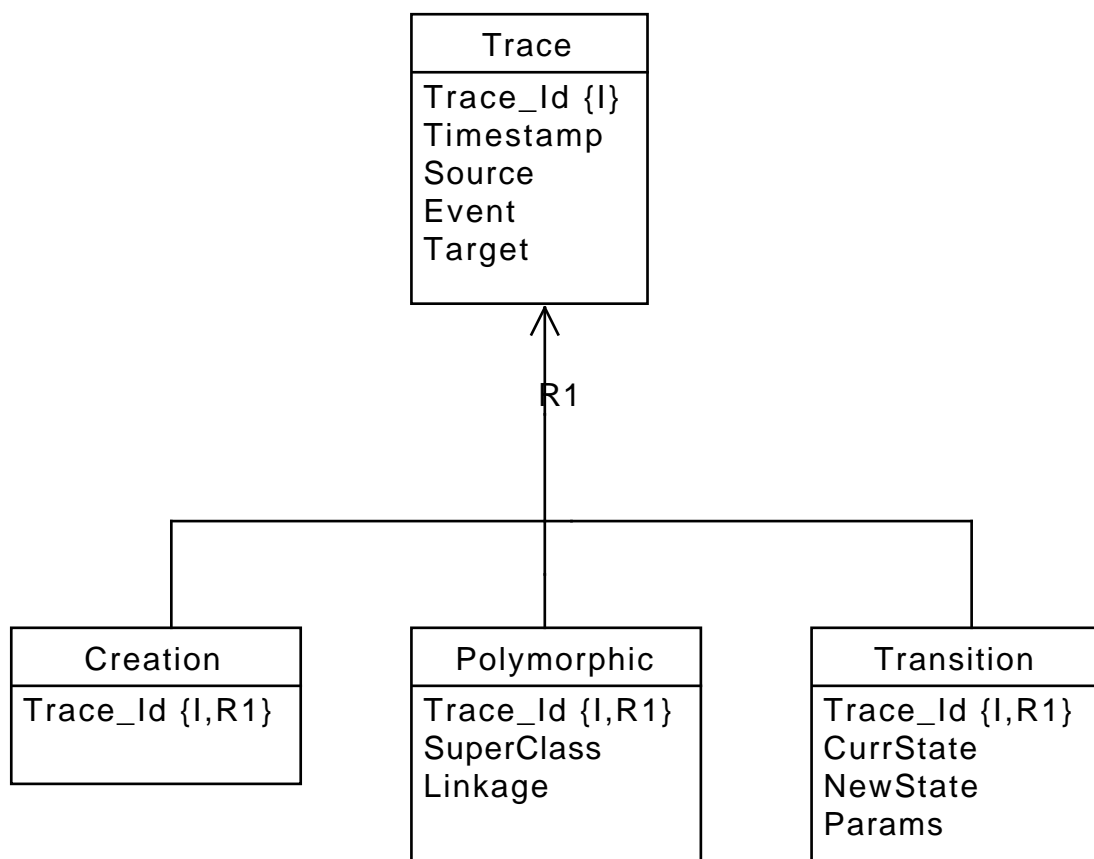 Trace
Trace_Id {I}
Timestamp
Source
Event
Target
R1
Creation
Trace_Id {I,R1}
Polymorphic
Trace_Id {I,R1}
SuperClass
Linkage
Transition
Trace_Id {I,R1}
CurrState
NewState
Params